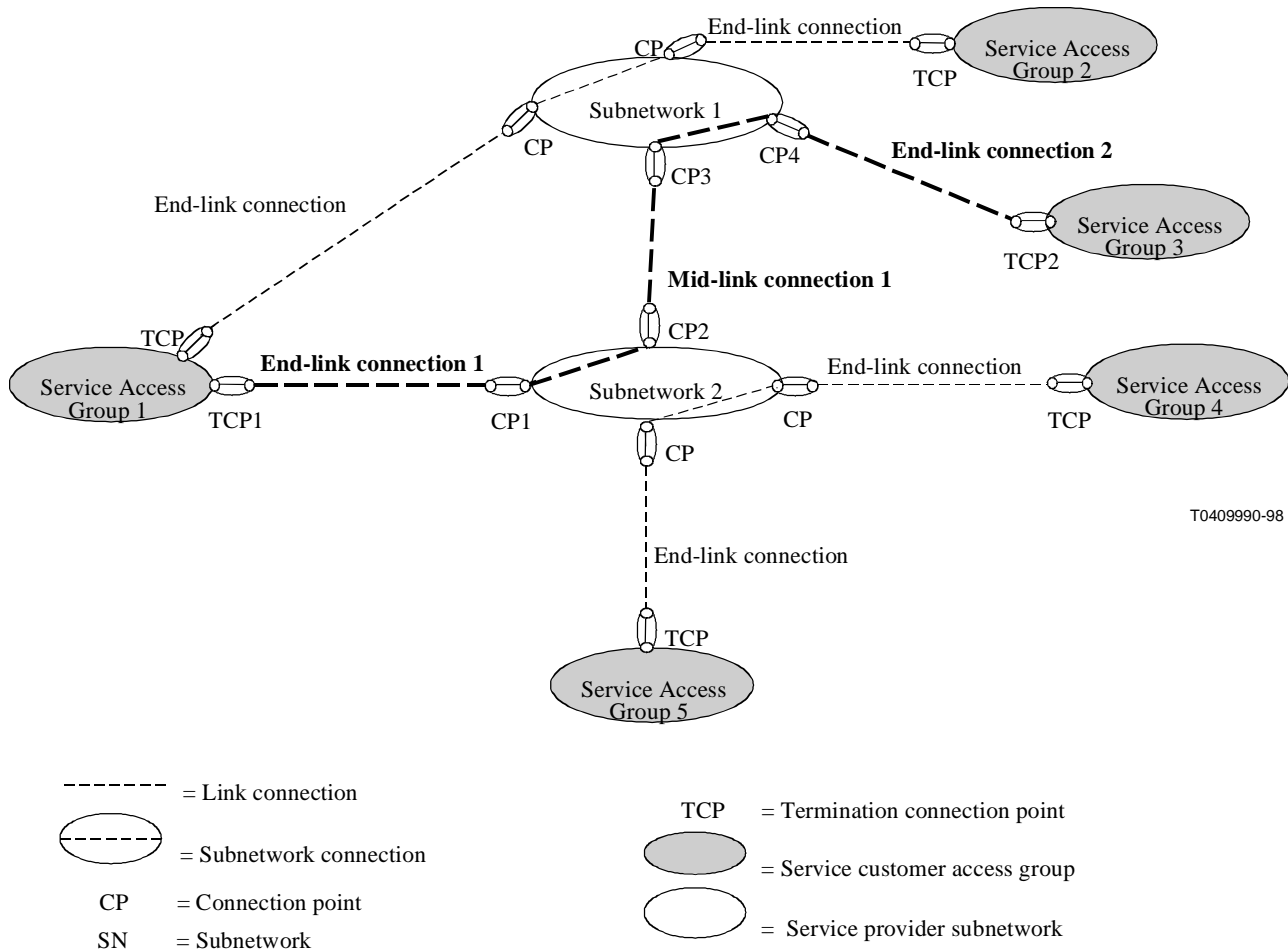 End-link connection
CP
Service Access
Group 2
TCP
Subnetwork 1
CP
CP4
End-link connection 2
CP3
End-link connection
Service Access
Group 3
TCP2
Mid-link connection 1
TCP
CP2
End-link connection 1
End-link connection
Service Access
Group 1
Subnetwork 2
Service Access
Group 4
TCP1
CP1
CP
TCP
CP
T0409990-98
End-link connection
TCP
Service Access
Group 5
= Link connection
TCP = Termination connection point
= Subnetwork connection
= Service customer access group
CP = Connection point
= Service provider subnetwork
SN = Subnetwork